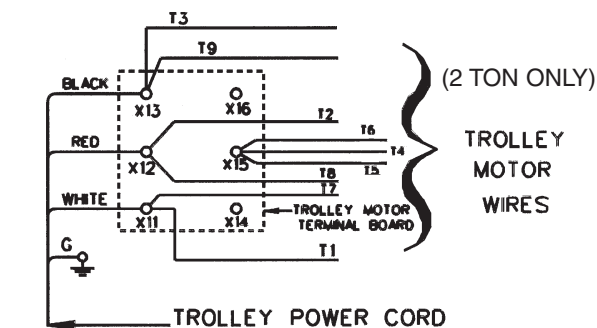 T3
T9
BLACK
X13
X16
(2 TON ONLY)
T2
RED
X12
X15
T6
T4
T5
T8
TROLLEY
MOTOR
WIRES
WHITE
T7
X11
X14
TROLLEY MOTOR
TERMINAL BOARD
G
T1
TROLLEY POWER CORD